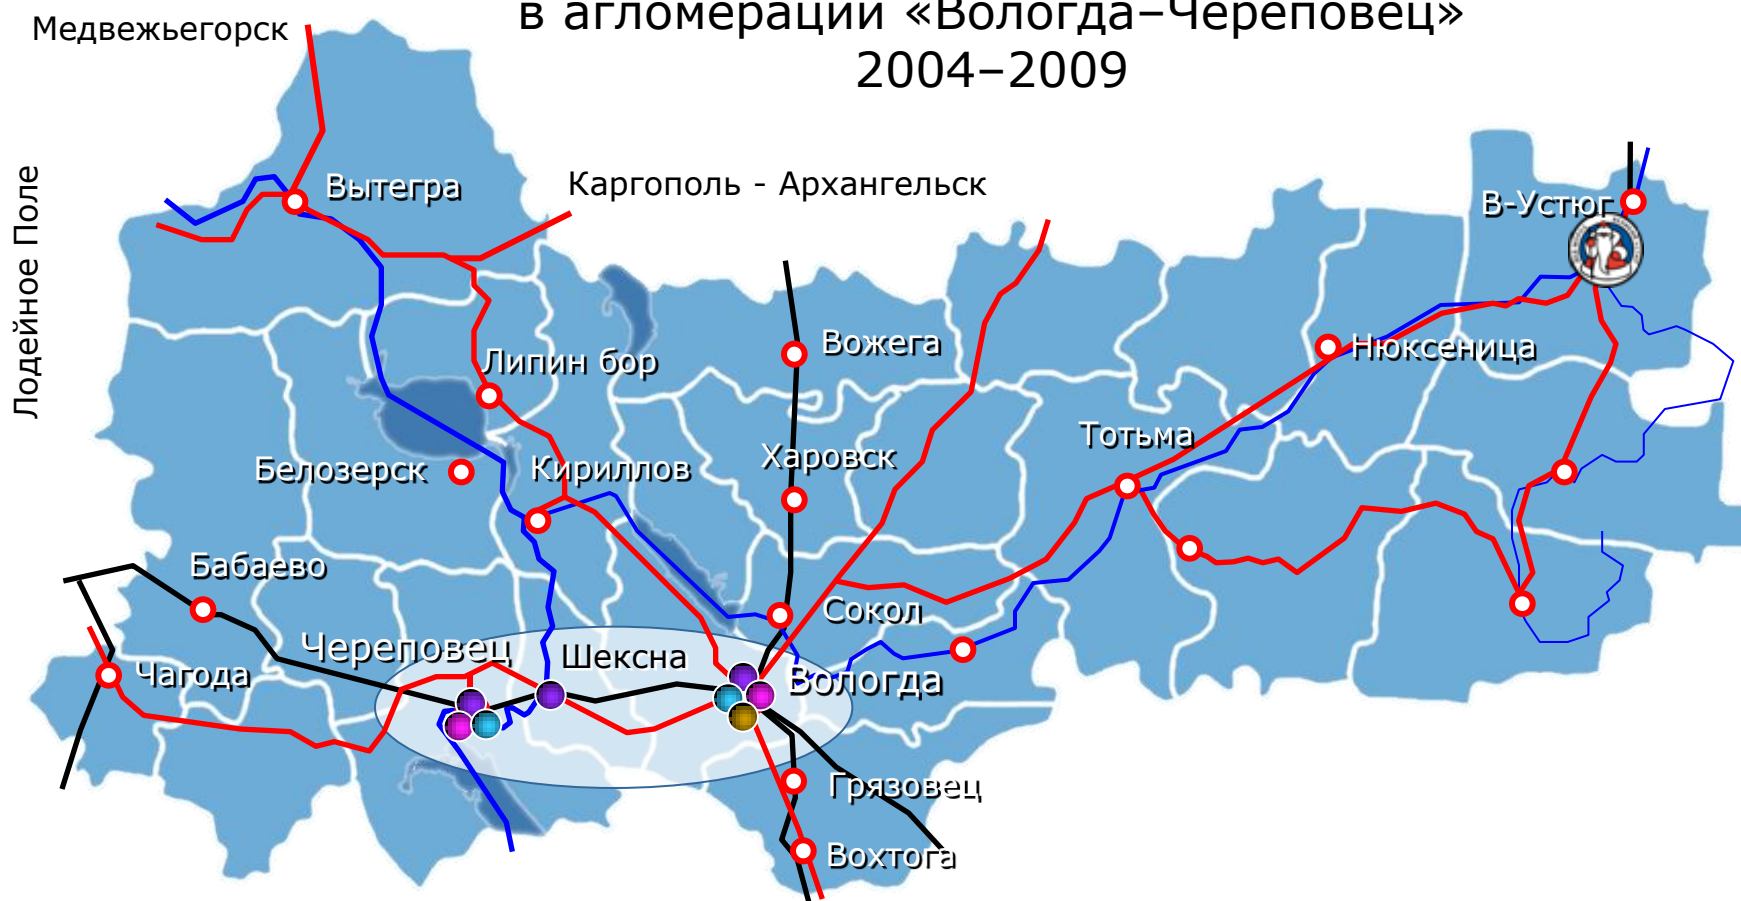 в агломерации «Вологда–Череповец»
2004–2009
Медвежьегорск
Вытегра
Каргополь - Архангельск
В-Устюг
Лодейное Поле
Вожега
Нюксеница
Липин бор
Тотьма
Харовск
Белозерск
Кириллов
Бабаево
Сокол
Череповец
Шексна
Чагода
Вологда
Грязовец
Вохтога